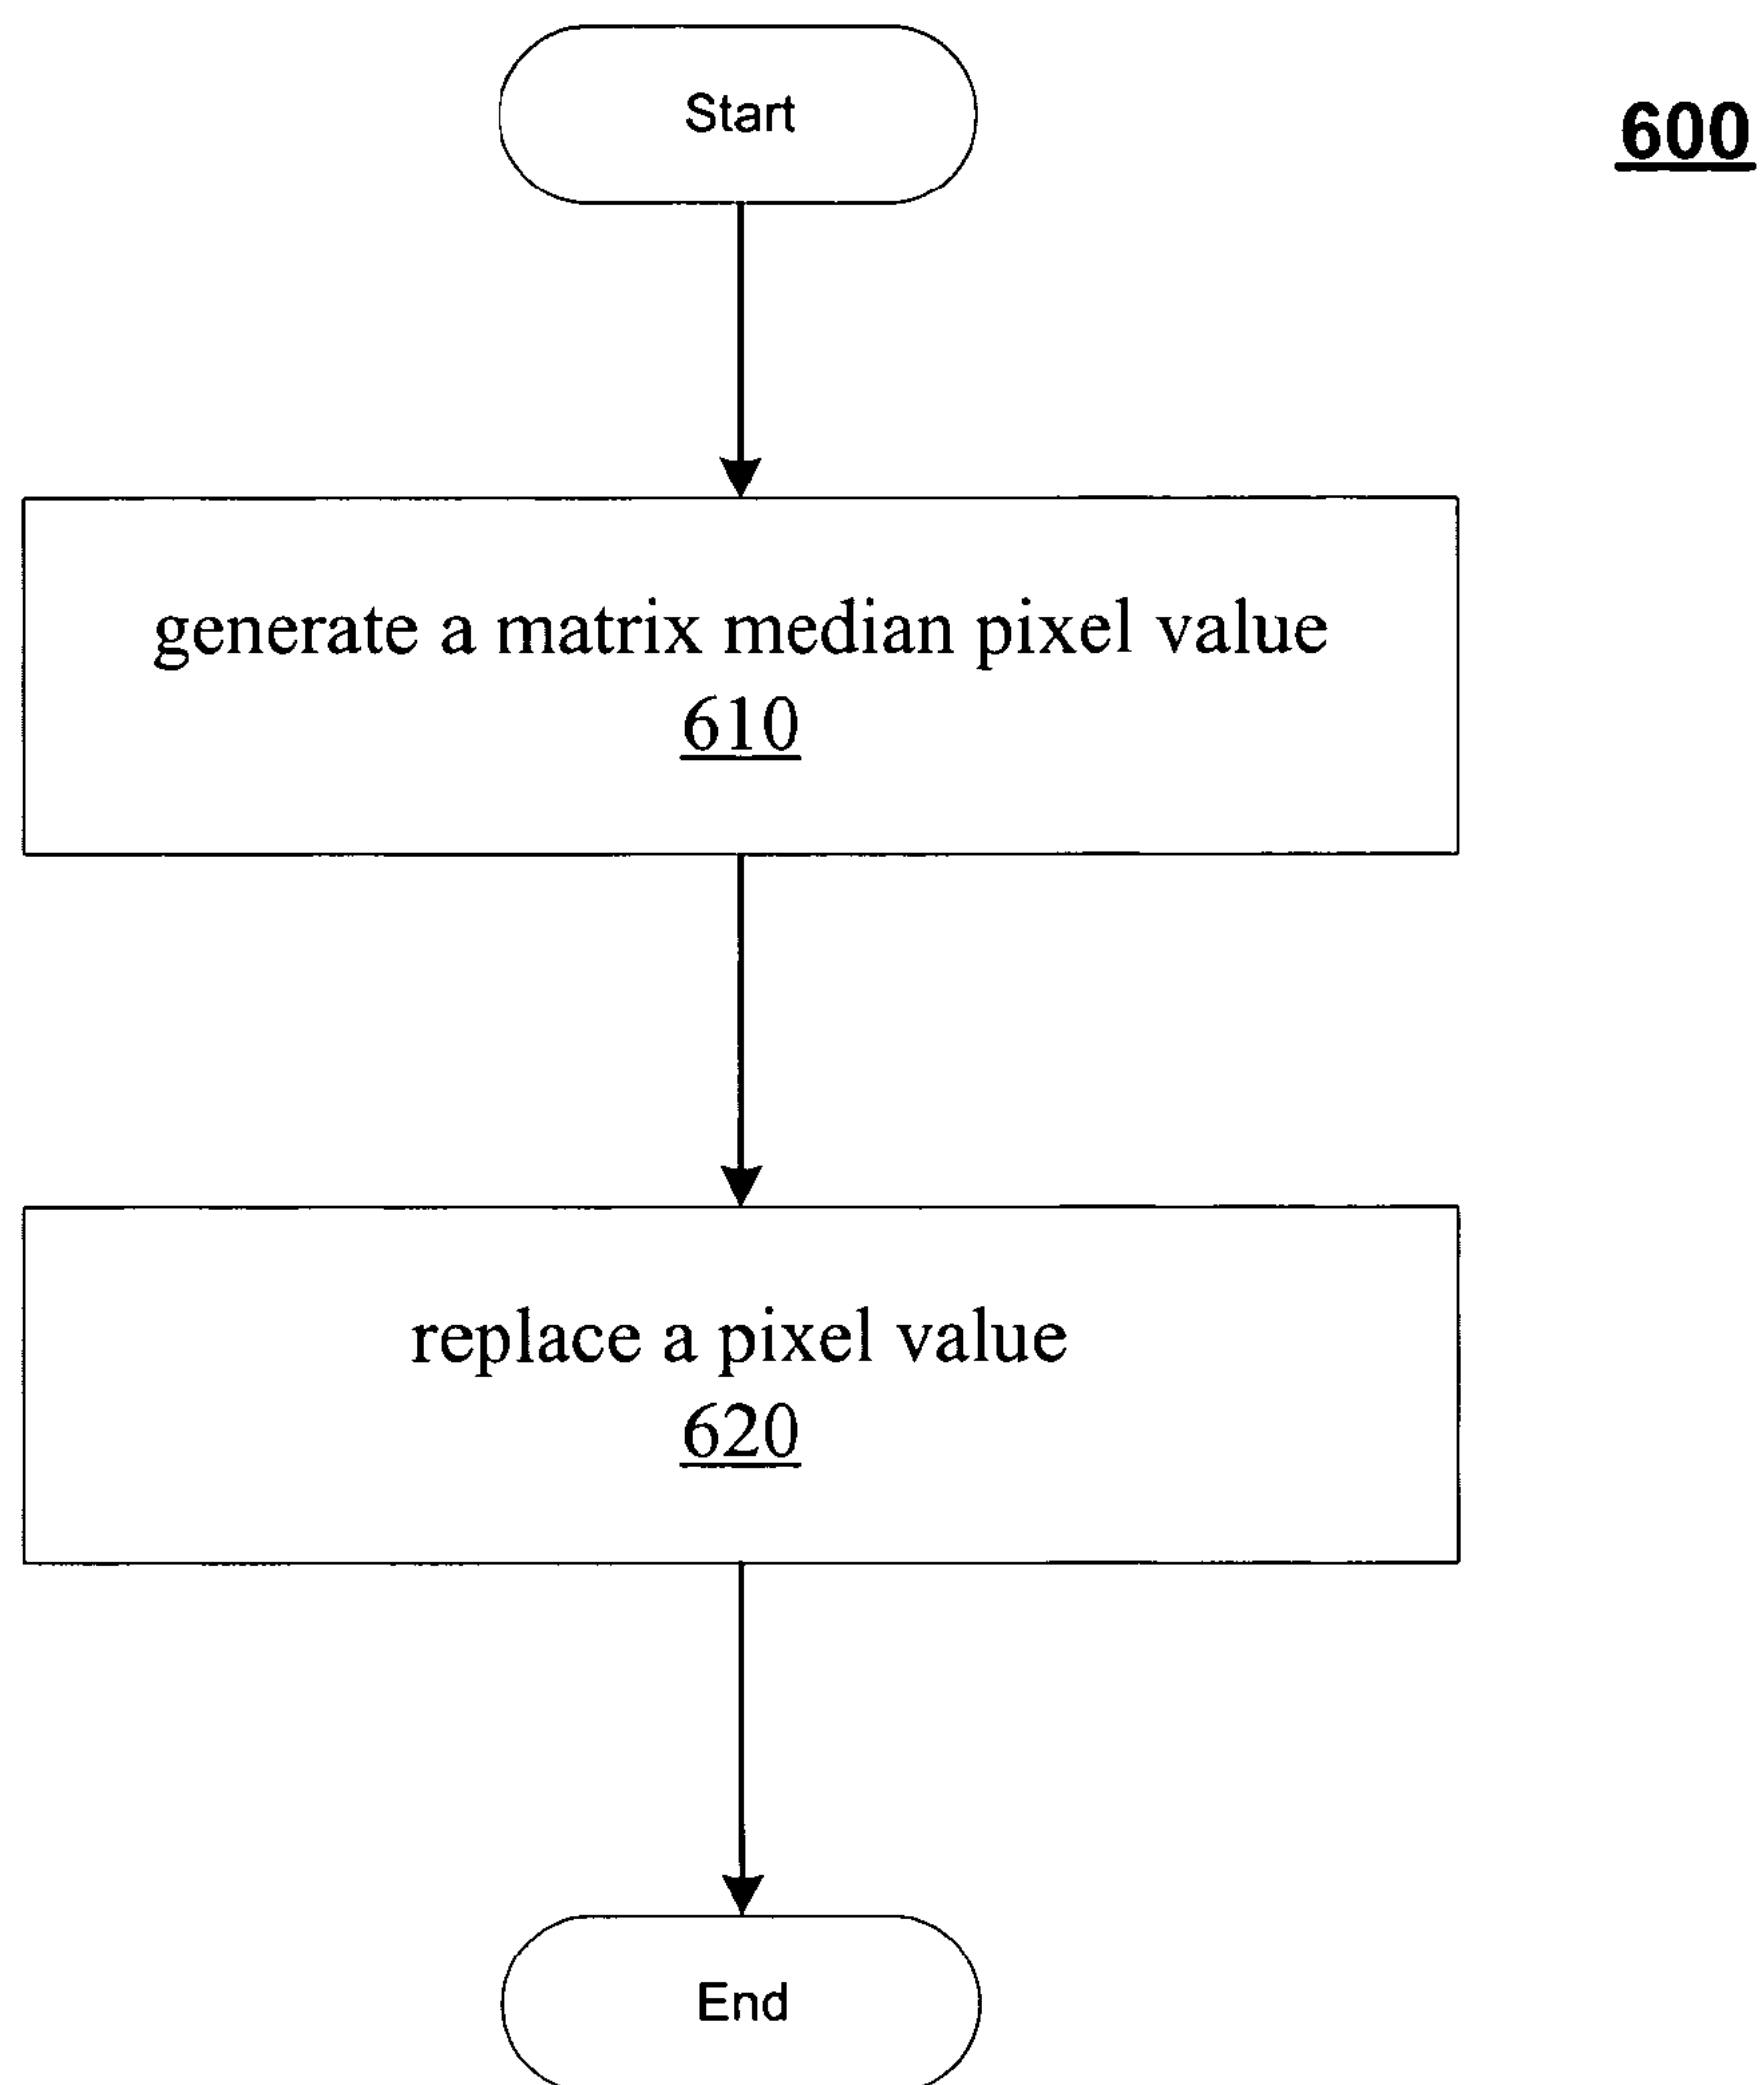 Start
600
generate a matrix median pixel value
610
replace a pixel value
620
End